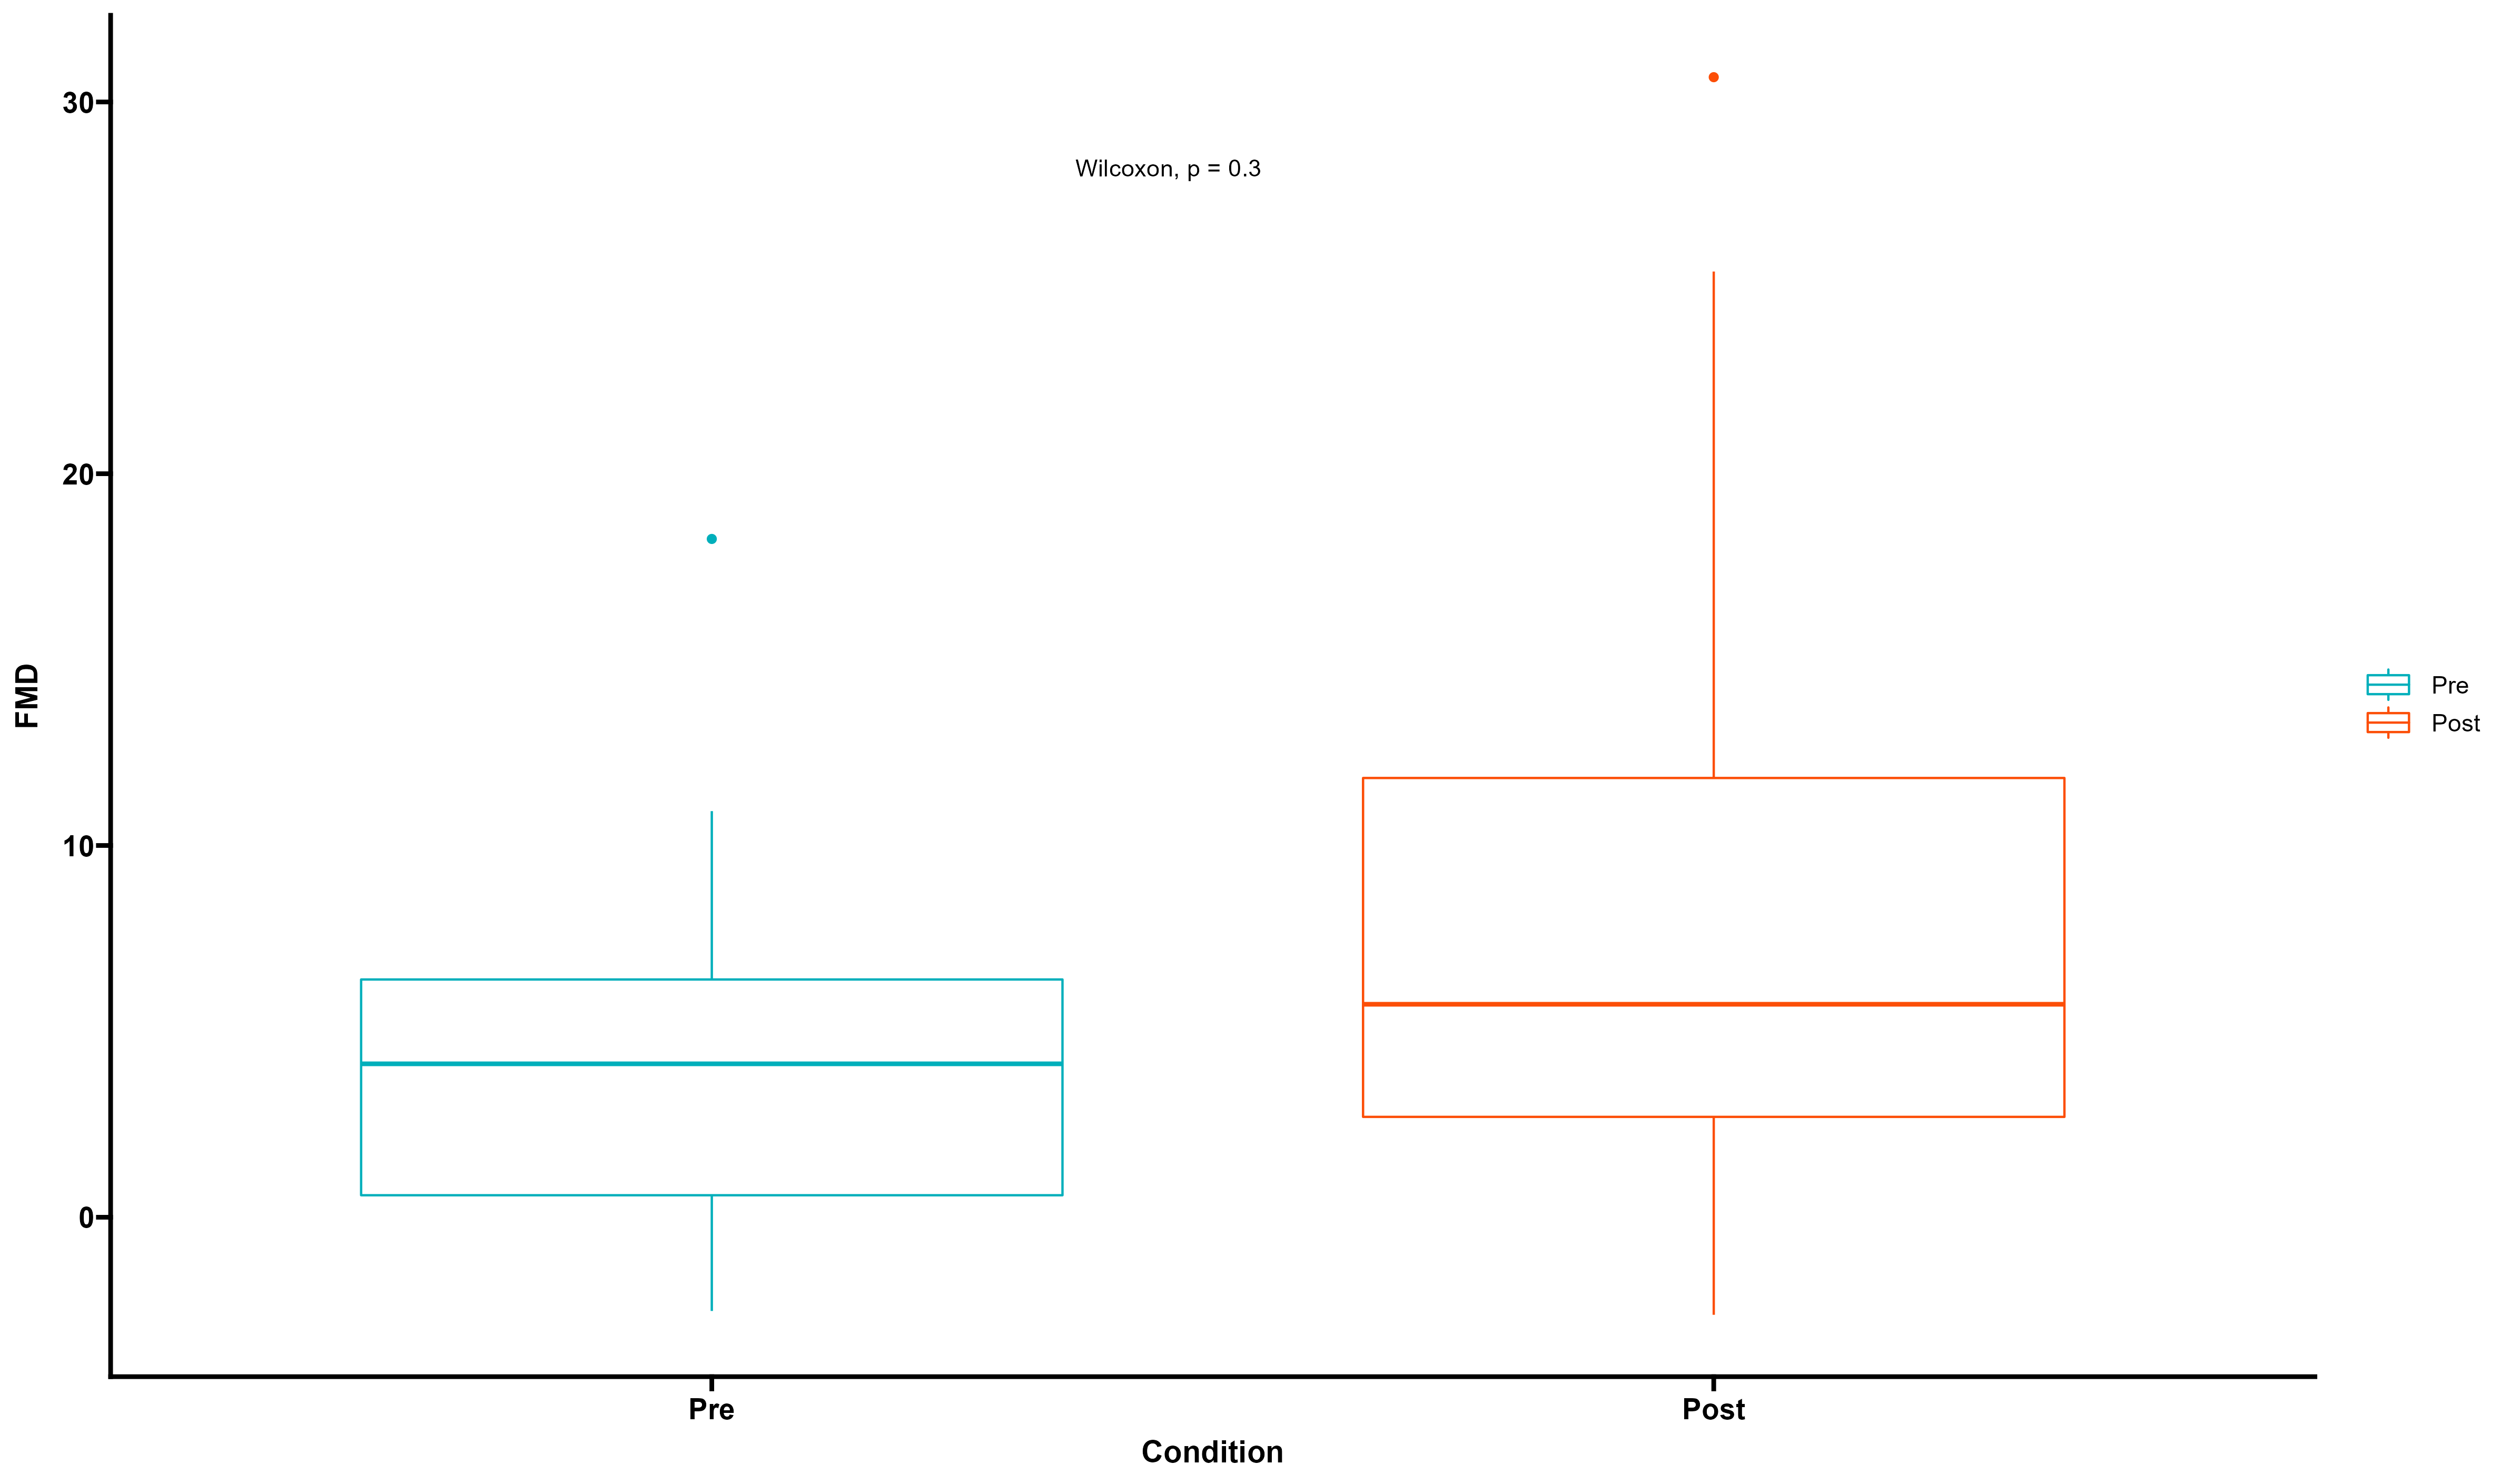 30
Wilcoxon, p = 0.3
20
FMD
Pre
Post
10
0
Pre Post
Condition